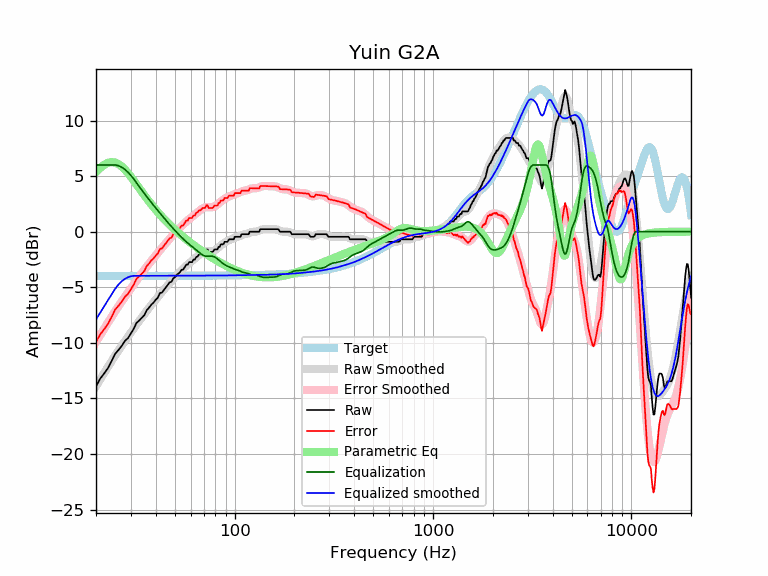 Yuin G2A
Amplitude (dBr)
10
5
0
−5
−10
−15
−20
−25
Target
Raw Smoothed
Error Smoothed
Raw
Error
Parametric Eq
Equalization
Equalized smoothed
100
1000
10000
Frequency (Hz)